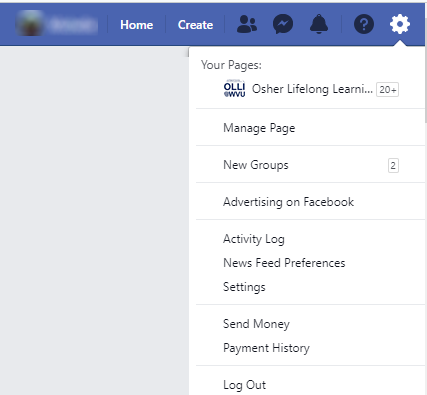 Home Create
Your Pages:
OLLI
@WVU
Osher Lifelong Learni... 20+
Manage Page
New Groups 2
Advertising on Facebook
Activity Log
News Feed Preferences
Settings
Send Money
Payment History
Log Out